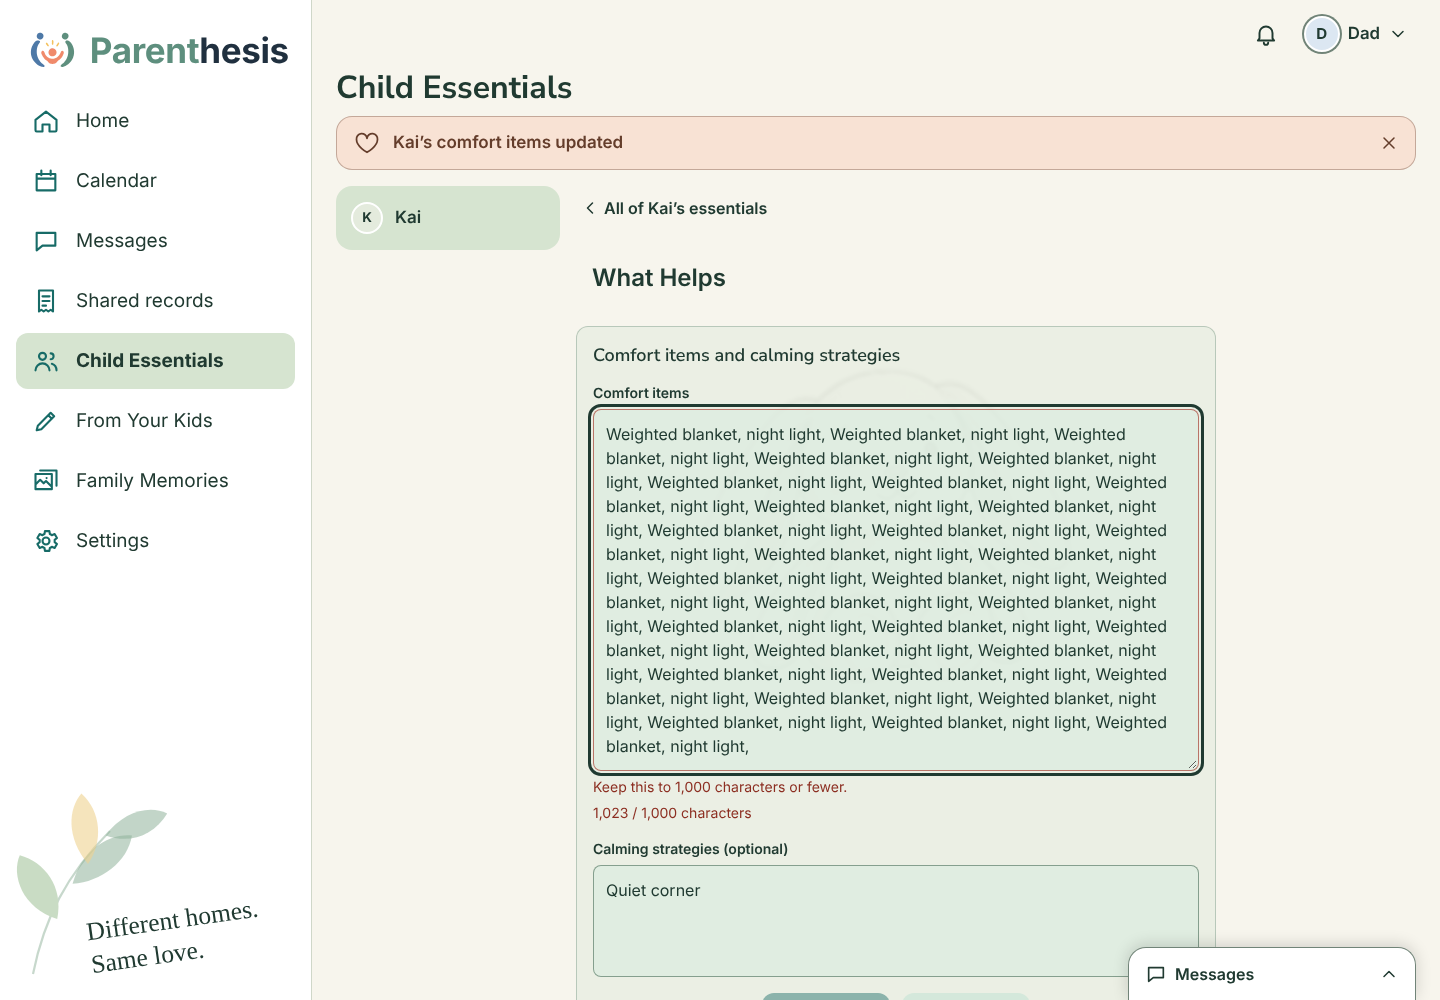 Parenthesis
Home
Calendar
Messages
Shared records
Child Essentials
From Your Kids
Family Memories
Settings
Different homes.
Same love.
D
Dad
Child Essentials
Kai’s comfort items updated
K
Kai
All of Kai’s essentials
What Helps
Comfort items and calming strategies
Comfort items
Weighted blanket, night light, Weighted blanket, night light, Weighted
blanket, night light, Weighted blanket, night light, Weighted blanket, night
light, Weighted blanket, night light, Weighted blanket, night light, Weighted
blanket, night light, Weighted blanket, night light, Weighted blanket, night
light, Weighted blanket, night light, Weighted blanket, night light, Weighted
blanket, night light, Weighted blanket, night light, Weighted blanket, night
light, Weighted blanket, night light, Weighted blanket, night light, Weighted
blanket, night light, Weighted blanket, night light, Weighted blanket, night
light, Weighted blanket, night light, Weighted blanket, night light, Weighted
blanket, night light, Weighted blanket, night light, Weighted blanket, night
light, Weighted blanket, night light, Weighted blanket, night light, Weighted
blanket, night light, Weighted blanket, night light, Weighted blanket, night
light, Weighted blanket, night light, Weighted blanket, night light, Weighted
blanket, night light,
Keep this to 1,000 characters or fewer.
1,023 / 1,000 characters
Calming strategies (optional)
Quiet corner
Messages